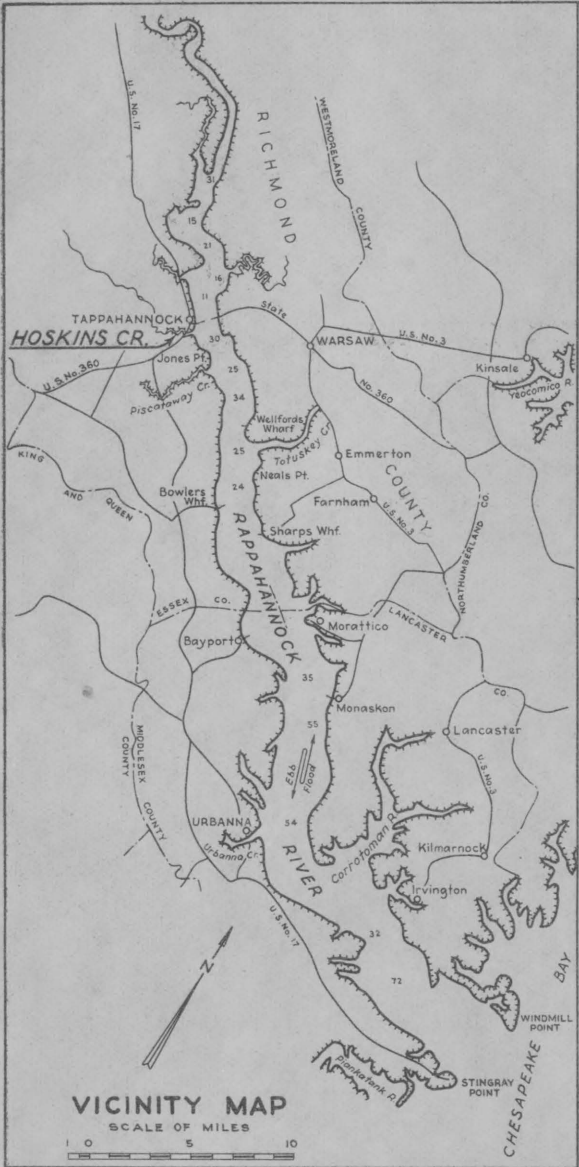 U.S. No. 17
RICHMOND
WESTMORELAND
COUNTY
31
15
21
16
11
TAPPAHANNOCK
HOSKINS CR.
30
State
WARSAW
U.S. No. 3
Kinsale
Yeocomico R.
Jones Pt.
U.S. No. 360
No. 360
25
34
Piscataway Cr.
Wellfords
Wharf
Totuskey Cr.
KING
AND
QUEEN
25
24
Neals Pt.
Emmerton
COUNTY
Bowlers
Whf.
Farnham
U.S. No. 3
RAPPAHANNOCK
Sharps Whf.
NORTHUMBERLAND CO.
ESSEX
CO.
LANCASTER
CO.
Morattico
Bayport
35
Monaskon
55
Lancaster
MIDDLESEX
COUNTY
COUNTY
Ebb
Flood
U.S. No. 3
54
URBANNA
Urbanna Cr.
RIVER
Corrotoman R.
Kilmarnock
Irvington
U.S. No. 17
32
72
N
WINDMILL
POINT
Piankatank R.
STINGRAY
POINT
CHESAPEAKE BAY
VICINITY MAP
SCALE OF MILES
1 0 5 10